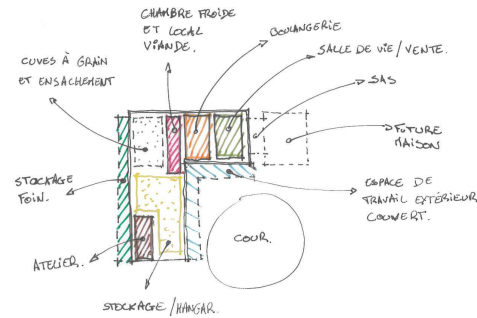 CHAMBRE FROIDE
ET LOCAL
VIANDE.
BOULANGERIE
SALLE DE VIE/VENTE.
SAS
CUVES À GRAIN
ET ENSACHEMENT
FUTURE
MAISON
STOCKAGE
FOIN.
ESPACE DE
TRAVAIL EXTÉRIEUR
COUVERT.
COUR.
ATELIER.
STOCKAGE/HANGAR.